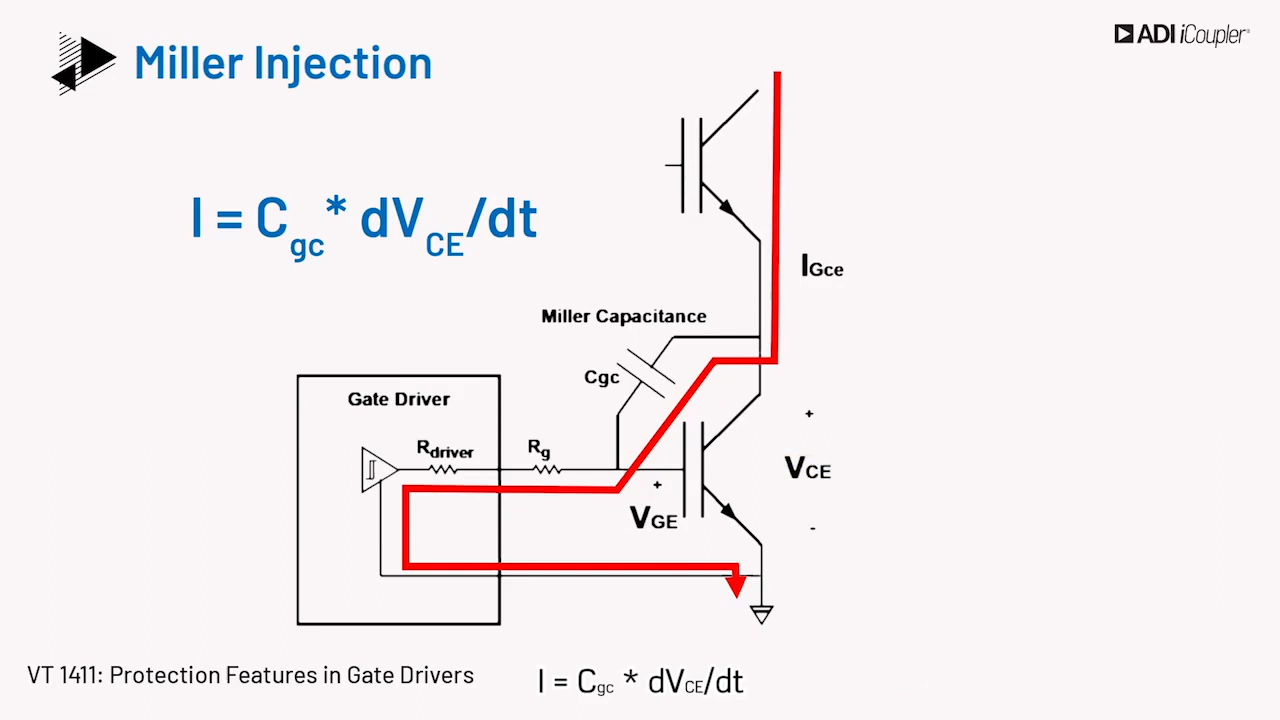 Miller Injection
ADI iCoupler®
I = Cgc* dVCE/dt
IGce
Miller Capacitance
Cgc
Gate Driver
Rdriver
Rg
+
VGE
+
VCE
-
VT 1411: Protection Features in Gate Drivers
I = Cgc * dVCE/dt